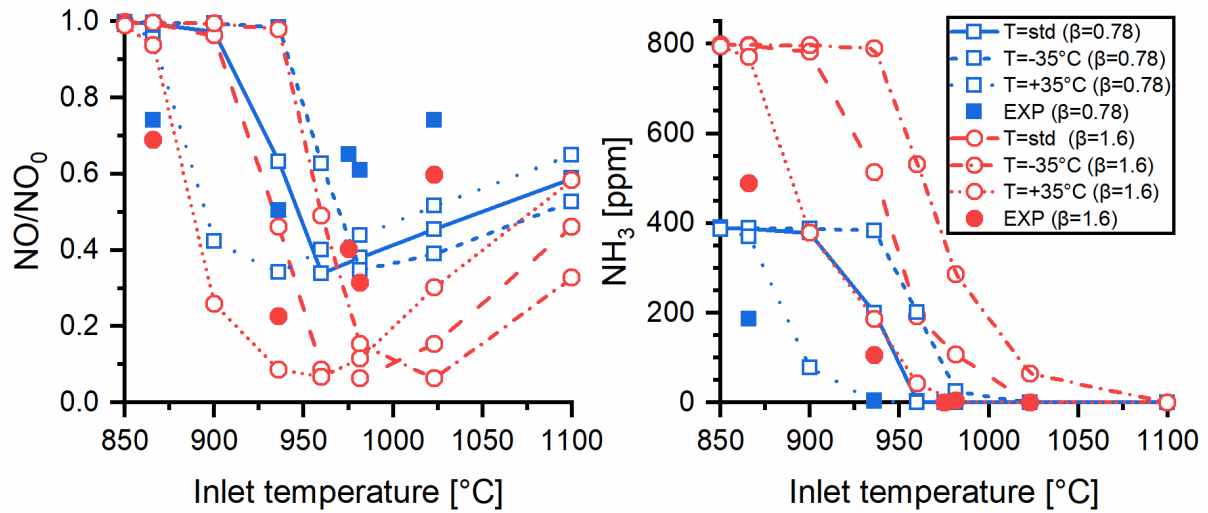 NO/NO0
1.0
0.8
0.6
0.4
0.2
0.0
850
900
950
1000
1050
1100
Inlet temperature [°C]
NH3 [ppm]
800
600
400
200
0
850
900
950
1000
1050
1100
Inlet temperature [°C]
T=std (β=0.78)
T=-35°C (β=0.78)
T=+35°C (β=0.78)
EXP (β=0.78)
T=std (β=1.6)
T=-35°C (β=1.6)
T=+35°C (β=1.6)
EXP (β=1.6)